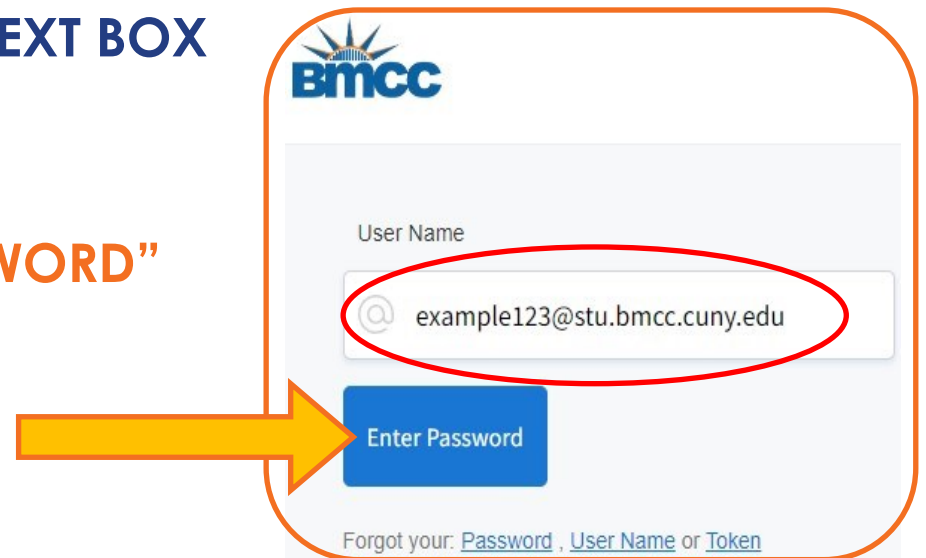 EXT BOX
BMCC
WORD”
User Name
@ example123@stu.bmcc.cuny.edu
Enter Password
Forgot your: Password , User Name or Token